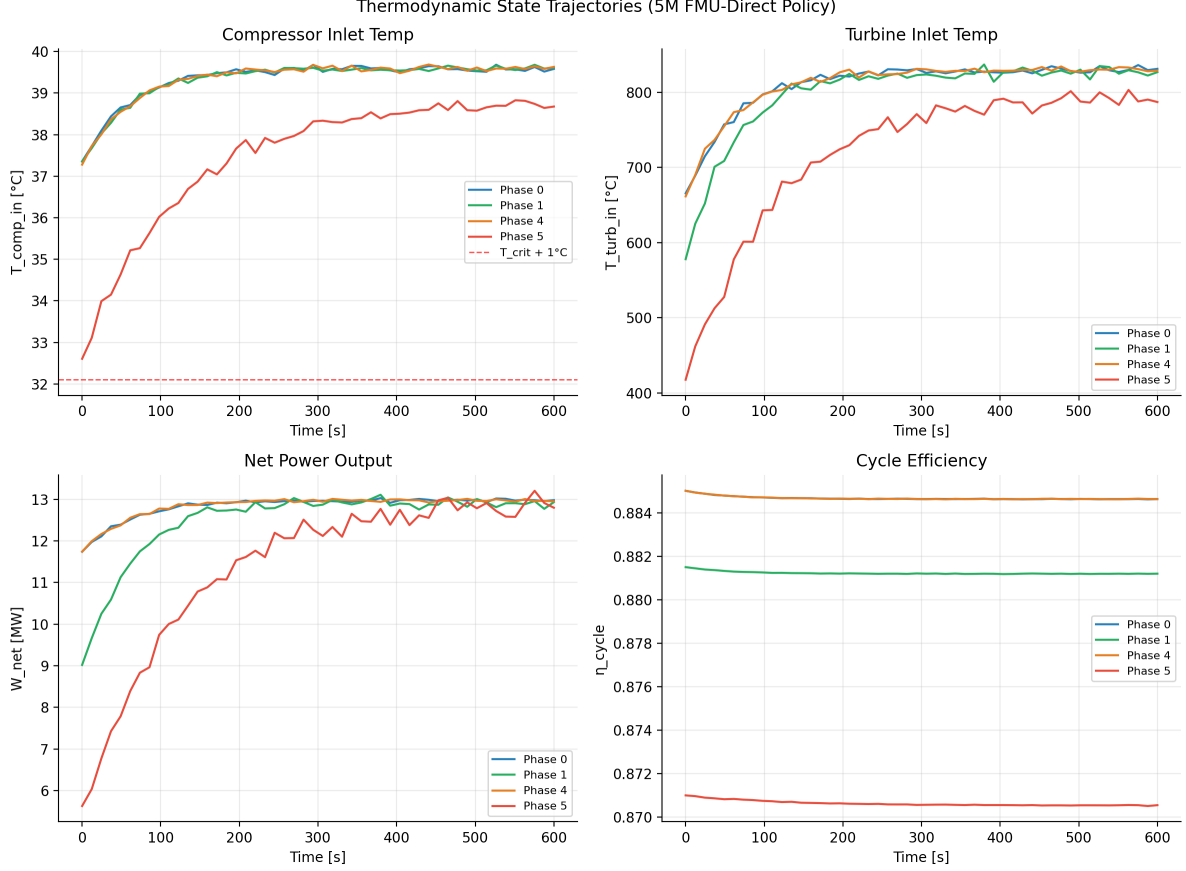 Thermodynamic State Trajectories (5M FMU-Direct Policy)
Compressor Inlet Temp
T_comp_in [°C]
40
39
38
37
36
35
34
33
32
Phase 0
Phase 1
Phase 4
Phase 5
T_crit + 1°C
0 100 200 300 400 500 600
Time [s]
Turbine Inlet Temp
T_turb_in [°C]
800
700
600
500
400
Phase 0
Phase 1
Phase 4
Phase 5
0 100 200 300 400 500 600
Time [s]
Net Power Output
W_net [MW]
13
12
11
10
9
8
7
6
Phase 0
Phase 1
Phase 4
Phase 5
0 100 200 300 400 500 600
Time [s]
Cycle Efficiency
η_cycle
0.884
0.882
0.880
0.878
0.876
0.874
0.872
0.870
Phase 0
Phase 1
Phase 4
Phase 5
0 100 200 300 400 500 600
Time [s]